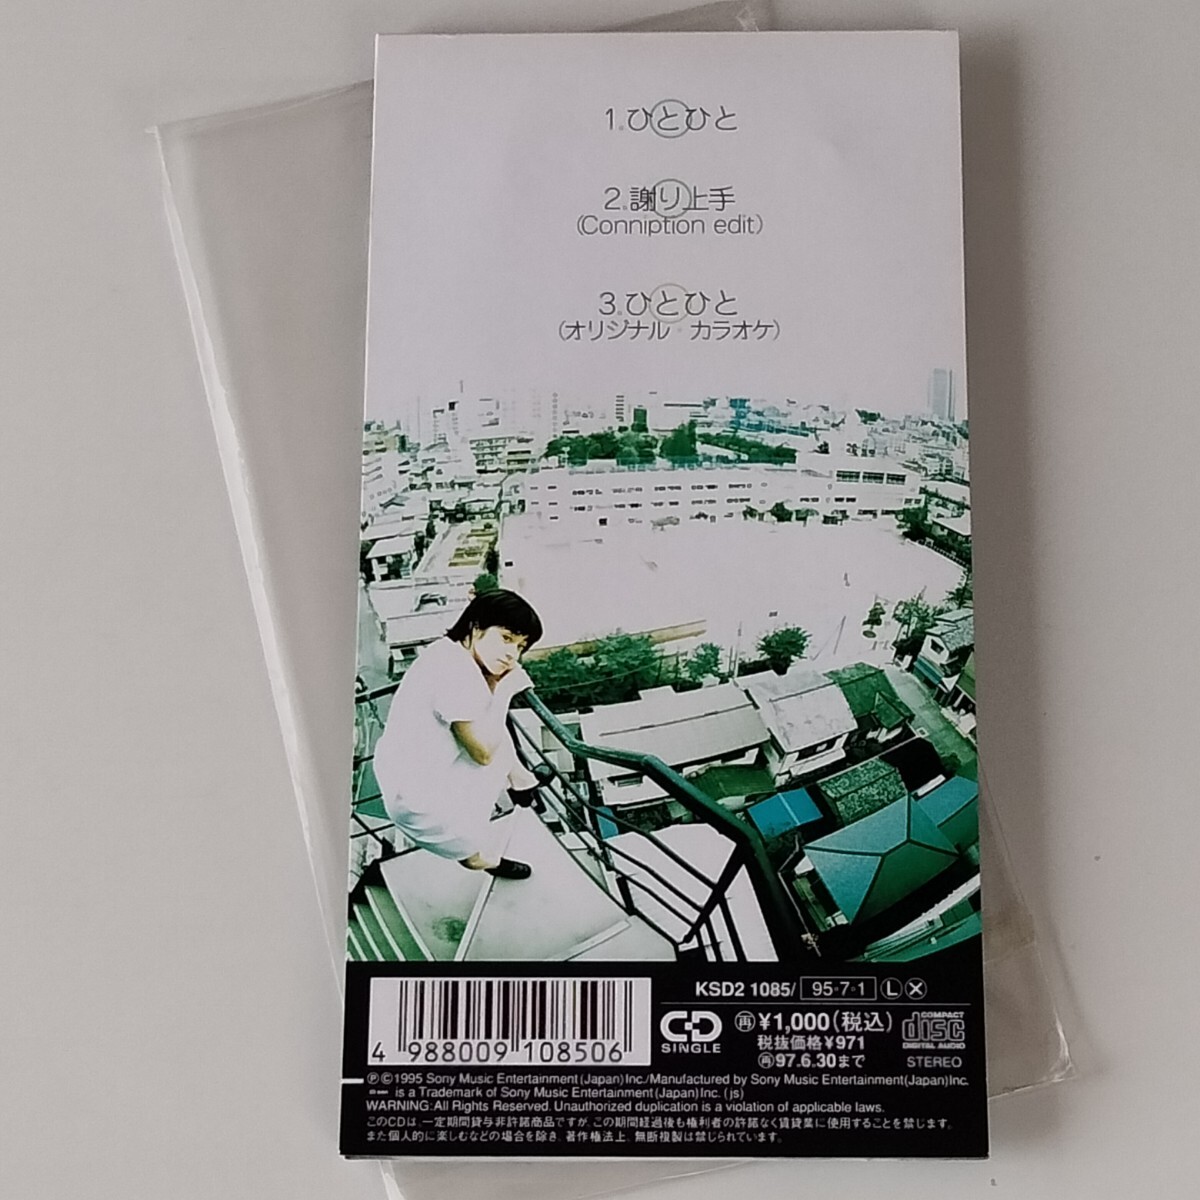 1.ひとひと
2.謝り上手
(Conniption edit)
3.ひとひと
(オリジナル・カラオケ)
KSD2 1085/ 95・7・1 L X
CD SINGLE
再 ¥1,000(税込)
税抜価格¥971
再97.6.30まで
COMPACT disc DIGITAL AUDIO
STEREO
4 988009 108506
Ⓟ©1995 Sony Music Entertainment(Japan)Inc./Manufactured by Sony Music Entertainment(Japan)Inc.
is a Trademark of Sony Music Entertainment(Japan)Inc. (js)
WARNING:All Rights Reserved. Unauthorized duplication is a violation of applicable laws.
このCDは、一定期間貸与非許諾商品ですが、この期間経過後も権利者の許諾なく賃貸業に使用することを禁じます。
また個人的に楽しむなどの場合を除き、著作権法上、無断複製は禁じられています。